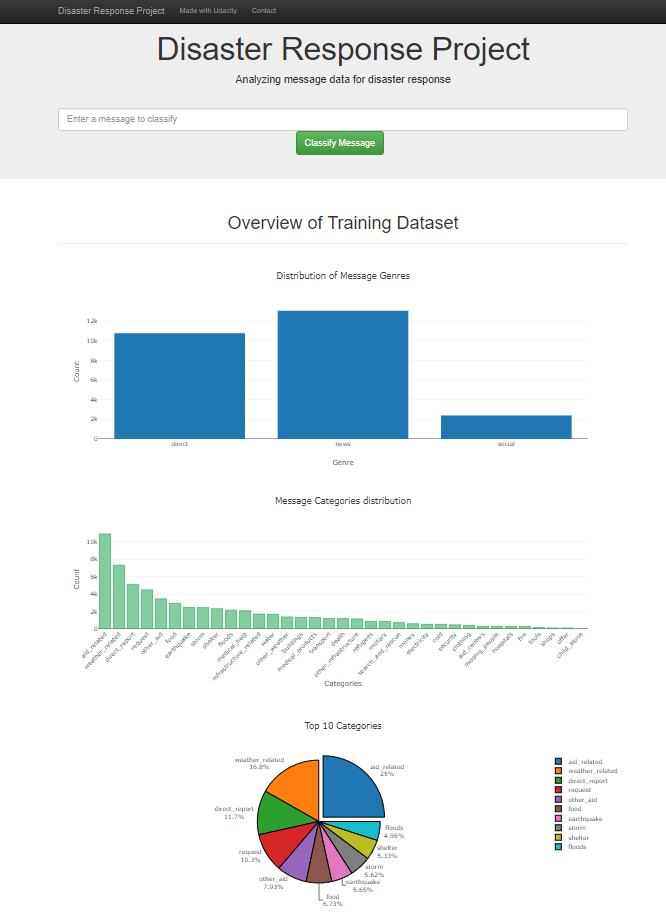 Disaster Response Project Made with Udacity Contact
Disaster Response Project
Analyzing message data for disaster response
Enter a message to classify
Classify Message
Overview of Training Dataset
Distribution of Message Genres
12k
10k
8k
6k
4k
2k
0
Count
direct news social
Genre
Message Categories distribution
10k
8k
6k
4k
2k
0
Count
aid_related
weather_related
direct_report
request
other_aid
food
earthquake
storm
shelter
floods
medical_help
infrastructure_related
water
other_weather
buildings
medical_products
transport
death
other_infrastructure
refugees
military
search_and_rescue
money
electricity
cold
security
clothing
aid_centers
missing_people
hospitals
fire
tools
shops
offer
child_alone
Categories
Top 10 Categories
weather_related
16.8%
aid_related
25%
direct_report
11.7%
request
10.3%
other_aid
7.93%
food
6.73%
earthquake
5.65%
storm
5.62%
shelter
5.33%
floods
4.96%
aid_related
weather_related
direct_report
request
other_aid
food
earthquake
storm
shelter
floods